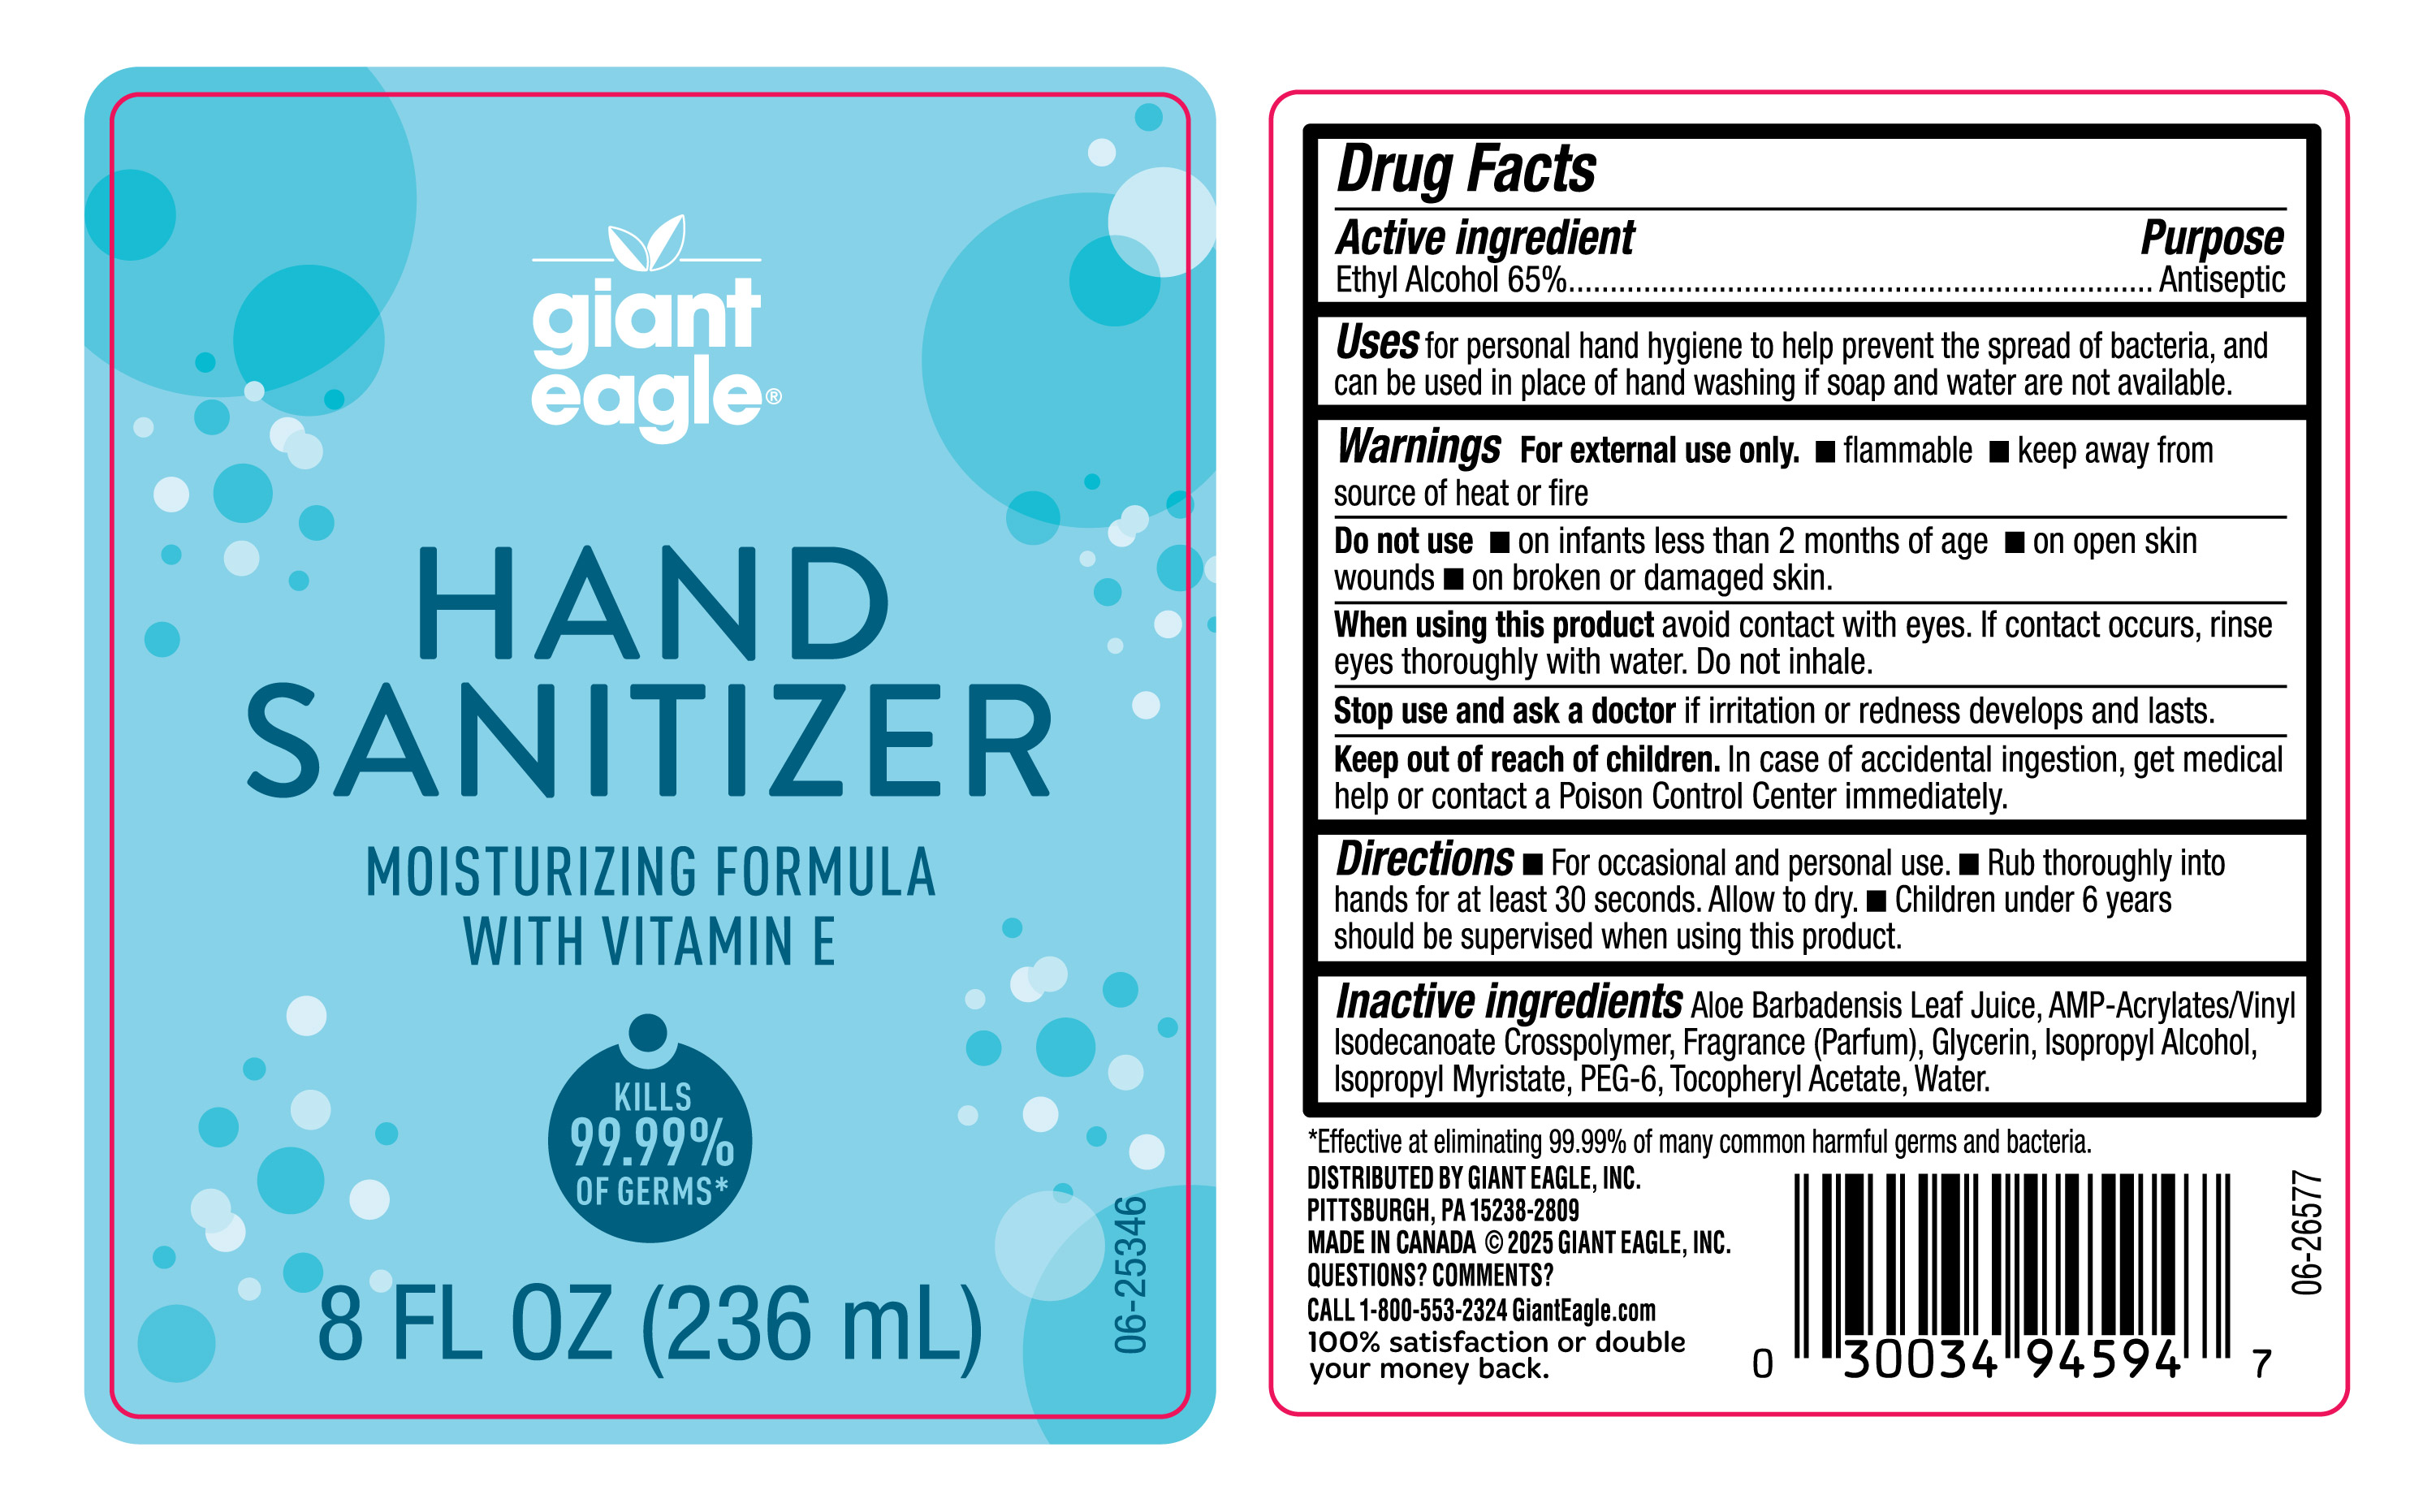 giant
eagle®
HAND
SANITIZER
MOISTURIZING FORMULA
WITH VITAMIN E
KILLS
99.99%
OF GERMS*
8 FL OZ (236 mL)
06-25346
Drug Facts
Active ingredient Purpose
Ethyl Alcohol 65%...................................................................... Antiseptic
Uses for personal hand hygiene to help prevent the spread of bacteria, and
can be used in place of hand washing if soap and water are not available.
Warnings For external use only. ■ flammable ■ keep away from
source of heat or fire
Do not use ■ on infants less than 2 months of age ■ on open skin
wounds ■ on broken or damaged skin.
When using this product avoid contact with eyes. If contact occurs, rinse
eyes thoroughly with water. Do not inhale.
Stop use and ask a doctor if irritation or redness develops and lasts.
Keep out of reach of children. In case of accidental ingestion, get medical
help or contact a Poison Control Center immediately.
Directions ■ For occasional and personal use. ■ Rub thoroughly into
hands for at least 30 seconds. Allow to dry. ■ Children under 6 years
should be supervised when using this product.
Inactive ingredients Aloe Barbadensis Leaf Juice, AMP-Acrylates/Vinyl
Isodecanoate Crosspolymer, Fragrance (Parfum), Glycerin, Isopropyl Alcohol,
Isopropyl Myristate, PEG-6, Tocopheryl Acetate, Water.
*Effective at eliminating 99.99% of many common harmful germs and bacteria.
DISTRIBUTED BY GIANT EAGLE, INC.
PITTSBURGH, PA 15238-2809
MADE IN CANADA © 2025 GIANT EAGLE, INC.
QUESTIONS? COMMENTS?
CALL 1-800-553-2324 GiantEagle.com
100% satisfaction or double
your money back.
0 30034 94594 7
06-26577